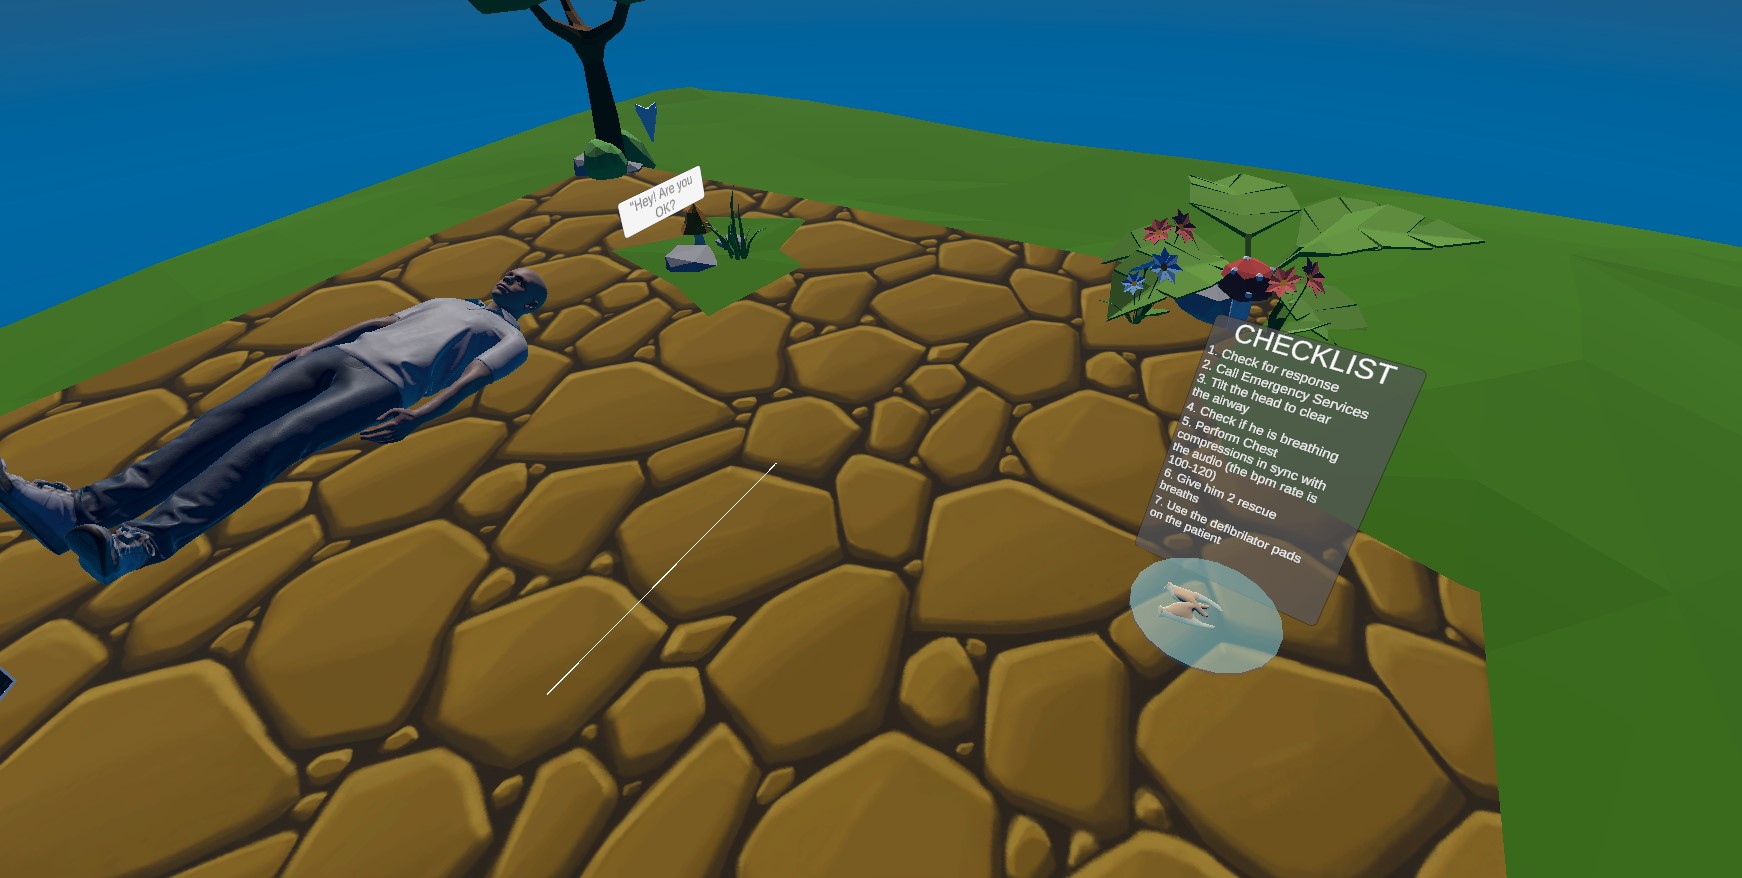 "Hey! Are you
OK?
CHECKLIST
1. Check for response
2. Call Emergency Services
3. Tilt the head to clear
the airway
4. Check if he is breathing
5. Perform Chest
compressions in sync with
the audio (the bpm rate is
100-120)
6. Give him 2 rescue
breaths
7. Use the defibrilator pads
on the patient